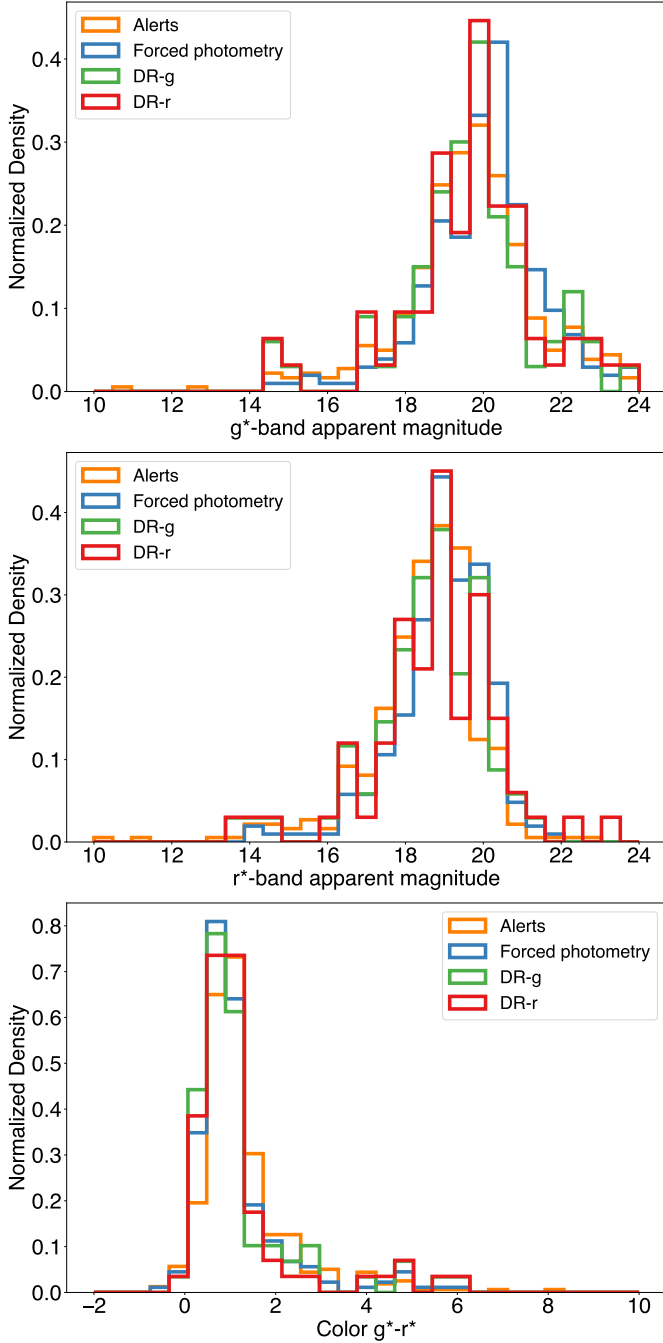 Normalized Density
0.4
0.3
0.2
0.1
0.0
Alerts
Forced photometry
DR-g
DR-r
10 12 14 16 18 20 22 24
g*-band apparent magnitude
Normalized Density
0.4
0.3
0.2
0.1
0.0
Alerts
Forced photometry
DR-g
DR-r
10 12 14 16 18 20 22 24
r*-band apparent magnitude
Normalized Density
0.8
0.7
0.6
0.5
0.4
0.3
0.2
0.1
0.0
Alerts
Forced photometry
DR-g
DR-r
−2 0 2 4 6 8 10
Color g*-r*